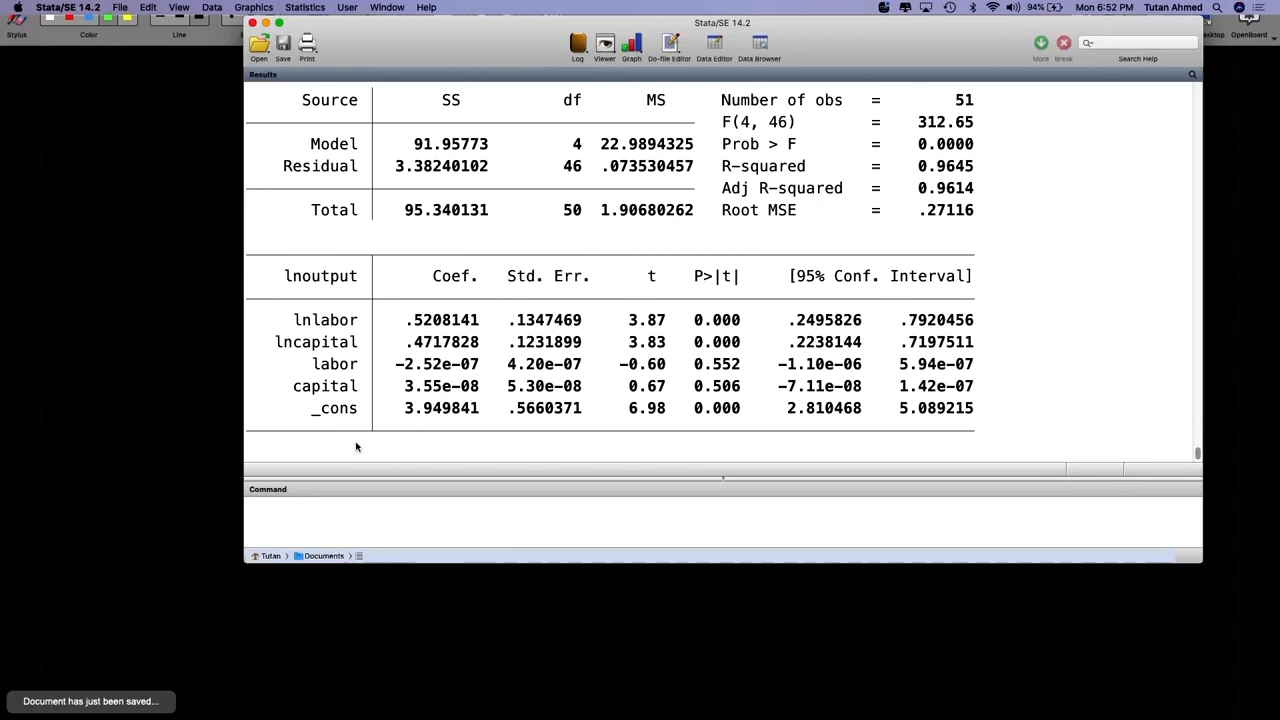 Stata/SE 14.2 File Edit View Data Graphics Statistics User Window Help 94% Mon 6:52 PM Tutan Ahmed
Stylus Color Line OpenBoard
Stata/SE 14.2
Open Save Print Log Viewer Graph Do-file Editor Data Editor Data Browser More Break Search Help
Results
Source SS df MS Number of obs = 51
F(4, 46) = 312.65
Model 91.95773 4 22.9894325 Prob > F = 0.0000
Residual 3.38240102 46 .073530457 R-squared = 0.9645
Adj R-squared = 0.9614
Total 95.340131 50 1.90680262 Root MSE = .27116
lnoutput Coef. Std. Err. t P>|t| [95% Conf. Interval]
lnlabor .5208141 .1347469 3.87 0.000 .2495826 .7920456
lncapital .4717828 .1231899 3.83 0.000 .2238144 .7197511
labor -2.52e-07 4.20e-07 -0.60 0.552 -1.10e-06 5.94e-07
capital 3.55e-08 5.30e-08 0.67 0.506 -7.11e-08 1.42e-07
_cons 3.949841 .5660371 6.98 0.000 2.810468 5.089215
Command
Tutan Documents
Document has just been saved...